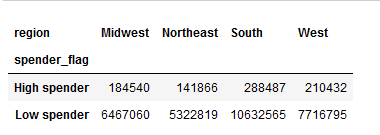 region Midwest Northeast South West
spender_flag
High spender 184540 141866 288487 210432
Low spender 6467060 5322819 10632565 7716795